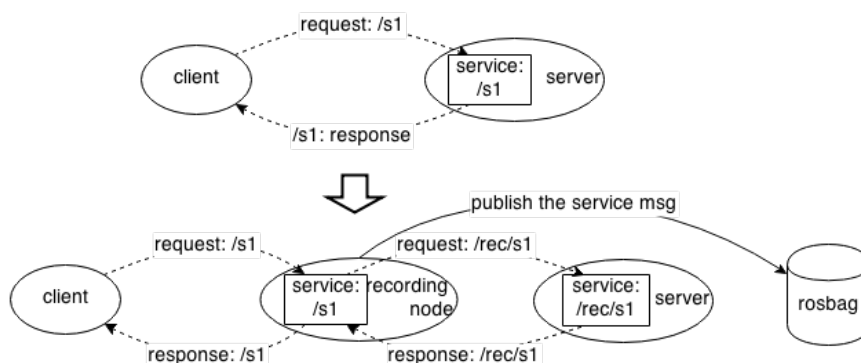 request: /s1
client
service:
/s1
server
/s1: response
publish the service msg
request: /s1
request: /rec/s1
client
service:
/s1
recording
node
service:
/rec/s1
server
rosbag
response: /s1
response: /rec/s1